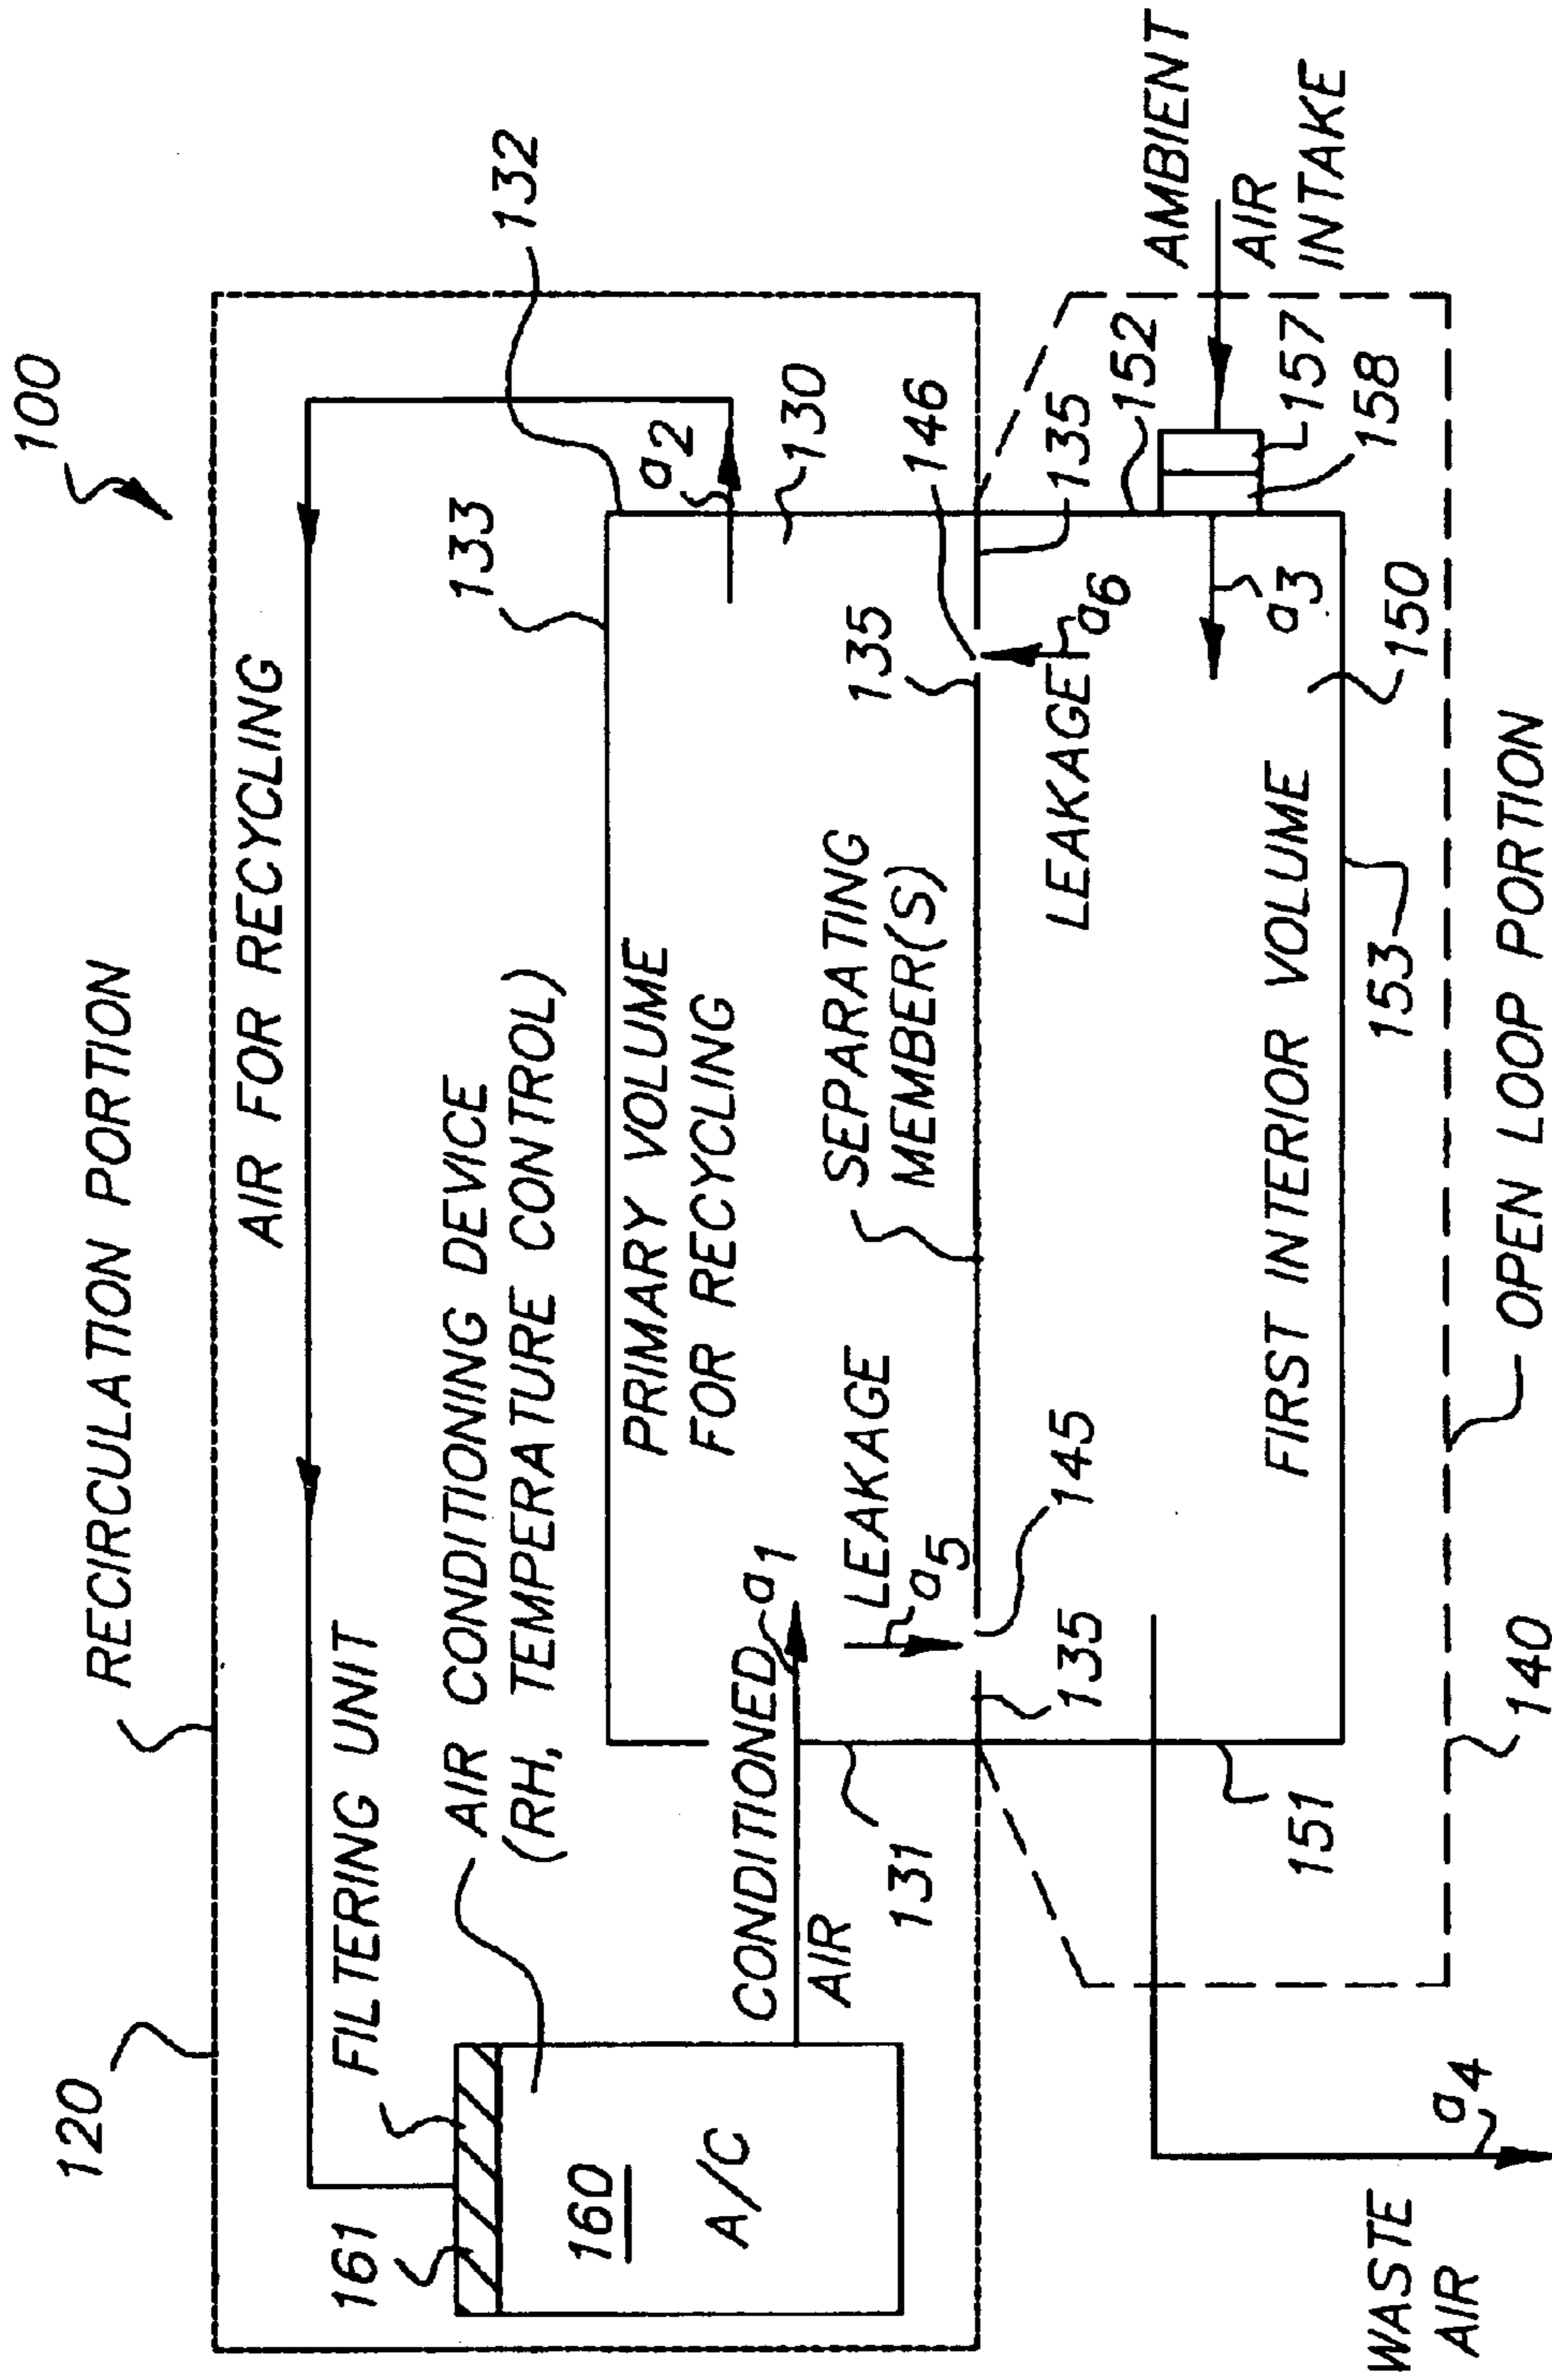 100
RECIRCULATION PORTION
120
AIR FOR RECYCLING
132
133
FILTERING UNIT
161
AIR CONDITIONING DEVICE
(RH, TEMPERATURE CONTROL)
160
A/C
PRIMARY VOLUME
FOR RECYCLING
a2
130
CONDITIONED
AIR
a1
131
LEAKAGE
a5
SEPARATING
MEMBER(S)
135
146
135
145
135
LEAKAGE
a6
152
AMBIENT
AIR
INTAKE
157
158
a3
FIRST INTERIOR VOLUME
150
151
153
WASTE
AIR
a4
140
OPEN LOOP PORTION